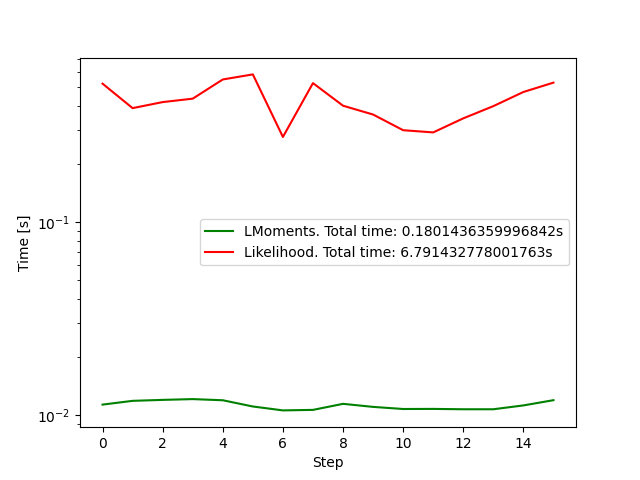 Time [s]
10⁻¹
10⁻²
LMoments. Total time: 0.1801436359996842s
Likelihood. Total time: 6.791432778001763s
0 2 4 6 8 10 12 14
Step